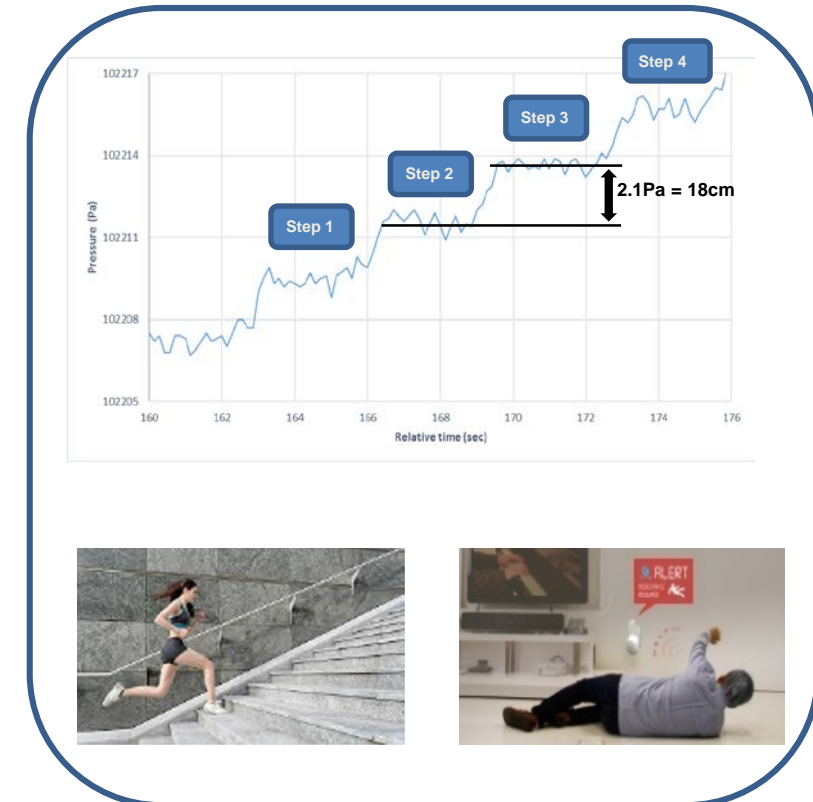 Step 4
102217
Step 3
102214
Step 2
2.1Pa = 18cm
Step 1
102211
Pressure (Pa)
102208
102205
160 162 164 166 168 170 172 174 176
Relative time (sec)
ALERT